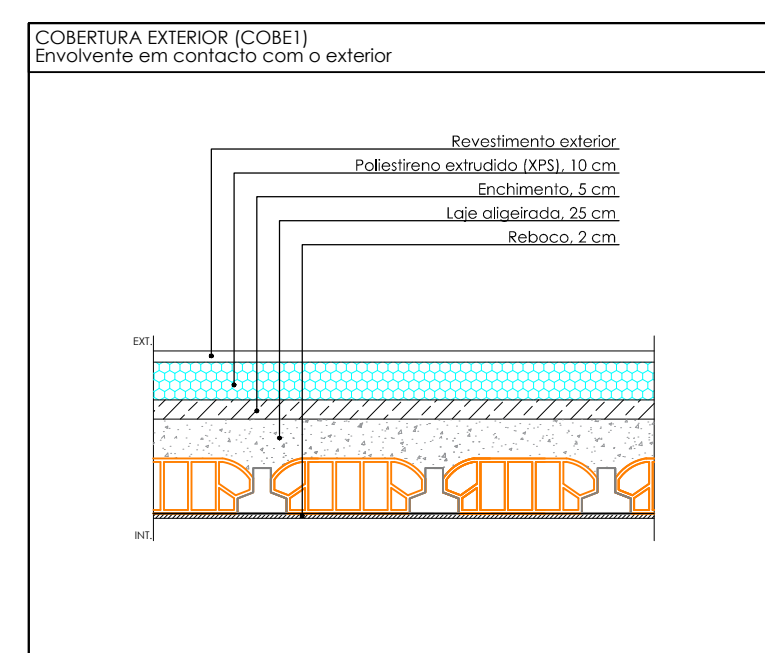 COBERTURA EXTERIOR (COBE1)
Envolvente em contacto com o exterior
Revestimento exterior
Poliestireno extrudido (XPS), 10 cm
Enchimento, 5 cm
Laje aligeirada, 25 cm
Reboco, 2 cm
EXT.
INT.